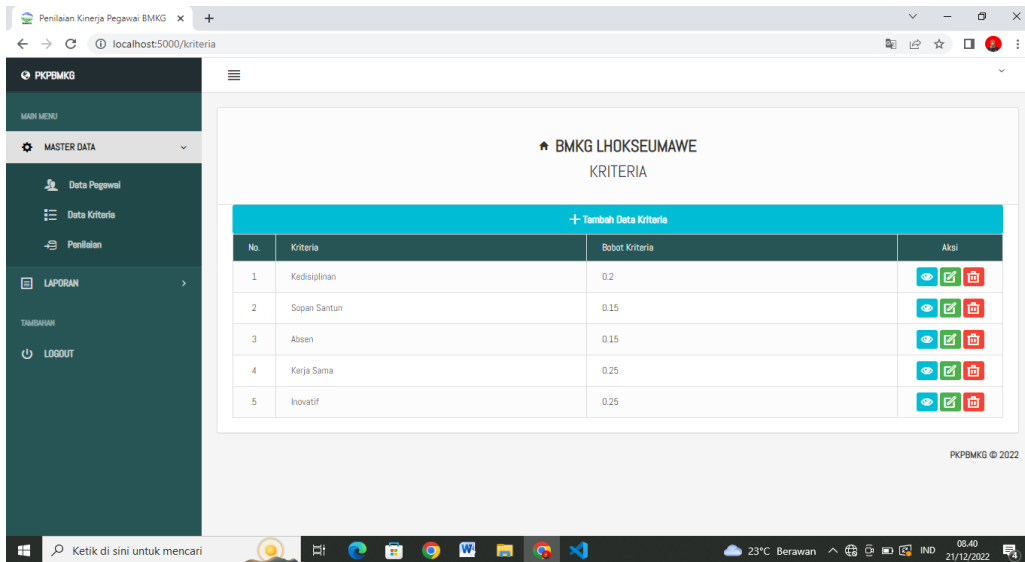 Penilaian Kinerja Pegawai BMKG
localhost:5000/kriteria
PKPBMKG
MAIN MENU
MASTER DATA
Data Pegawai
Data Kriteria
Penilaian
LAPORAN
TAMBAHAN
LOGOUT
BMKG LHOKSEUMAWE
KRITERIA
Tambah Data Kriteria
No. Kriteria Bobot Kriteria Aksi
1 Kedisiplinan 0.2
2 Sopan Santun 0.15
3 Absen 0.15
4 Kerja Sama 0.25
5 Inovatif 0.25
PKPBMKG © 2022
Ketik di sini untuk mencari
23°C Berawan
IND
08.40
21/12/2022
4